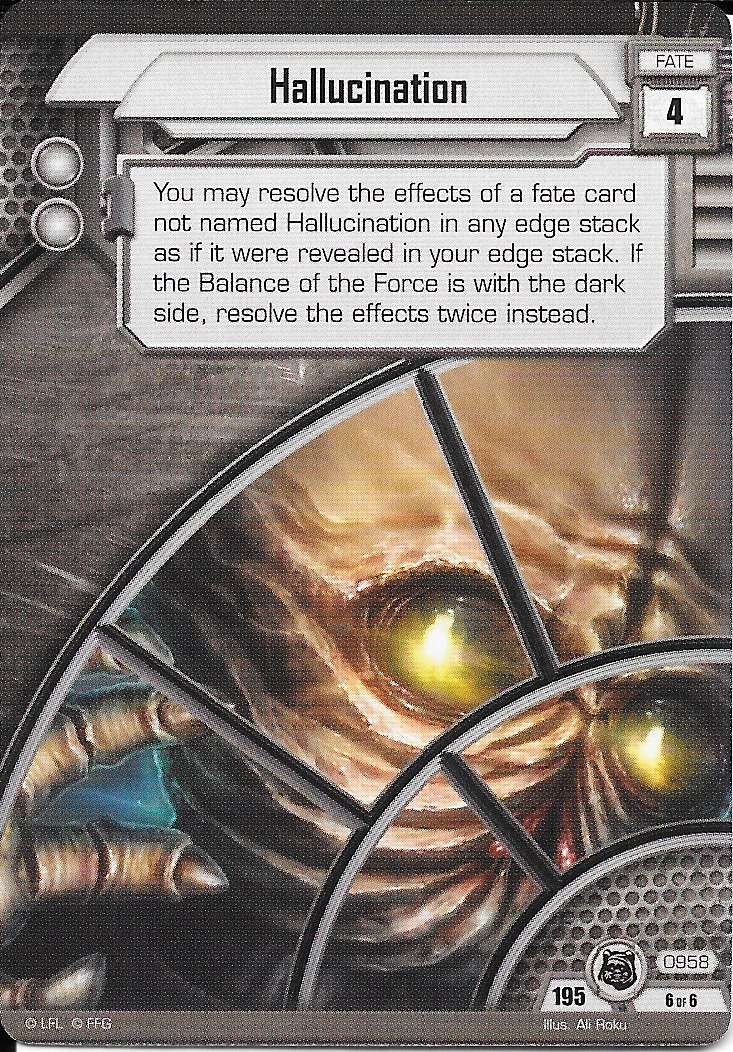 Hallucination
FATE
4
You may resolve the effects of a fate card
not named Hallucination in any edge stack
as if it were revealed in your edge stack. If
the Balance of the Force is with the dark
side, resolve the effects twice instead.
0958
195
6 OF 6
© LFL © FFG
Illus. Ali Roku